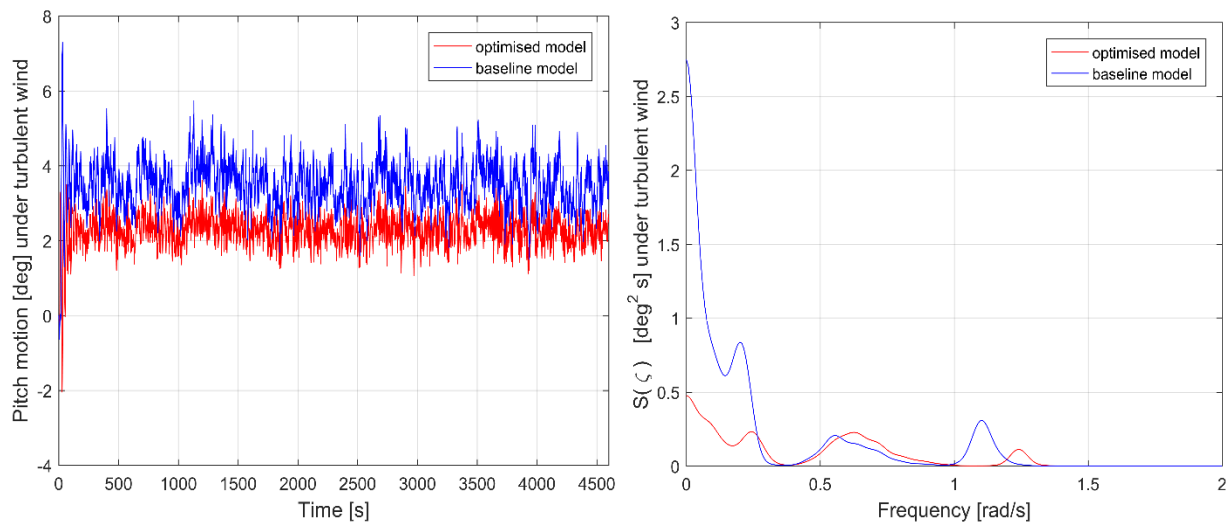 Pitch motion [deg] under turbulent wind
8
6
4
2
0
-2
-4
optimised model
baseline model
0 500 1000 1500 2000 2500 3000 3500 4000 4500
Time [s]
S( ζ ) [deg² s] under turbulent wind
3
2.5
2
1.5
1
0.5
0
optimised model
baseline model
0 0.5 1 1.5 2
Frequency [rad/s]